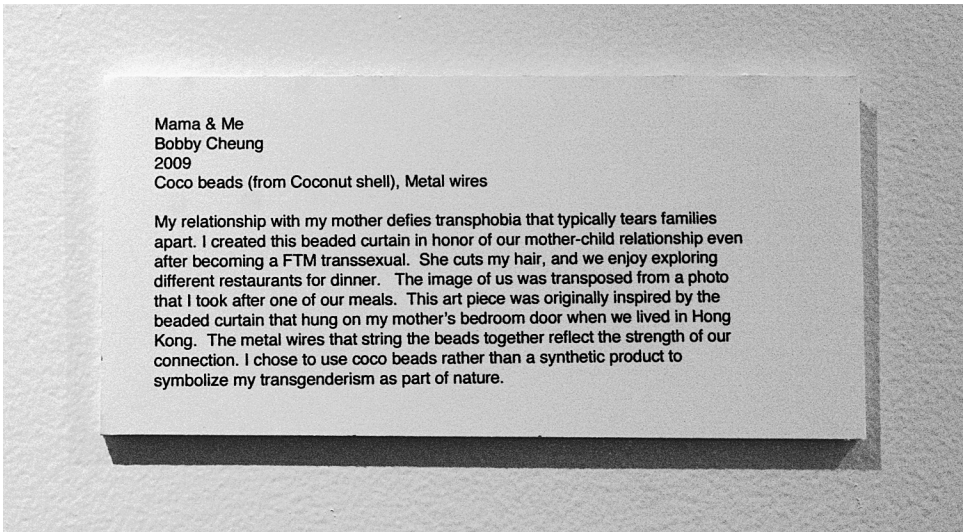 Mama & Me
Bobby Cheung
2009
Coco beads (from Coconut shell), Metal wires
My relationship with my mother defies transphobia that typically tears families
apart. I created this beaded curtain in honor of our mother-child relationship even
after becoming a FTM transsexual.  She cuts my hair, and we enjoy exploring
different restaurants for dinner.   The image of us was transposed from a photo
that I took after one of our meals.  This art piece was originally inspired by the
beaded curtain that hung on my mother's bedroom door when we lived in Hong
Kong.  The metal wires that string the beads together reflect the strength of our
connection. I chose to use coco beads rather than a synthetic product to
symbolize my transgenderism as part of nature.